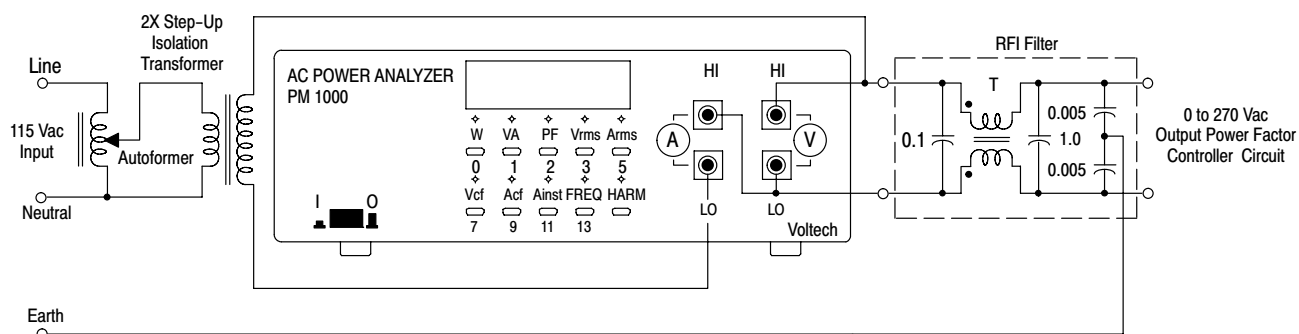 2X Step-Up
Isolation
Transformer
Line
115 Vac
Input
Autoformer
Neutral
Earth
AC POWER ANALYZER
PM 1000
W VA PF Vrms Arms
0 1 2 3 5
Vcf Acf Ainst FREQ HARM
7 9 11 13
I O
HI HI
A V
LO LO
Voltech
RFI Filter
T
0.1
1.0
0.005
0.005
0 to 270 Vac
Output Power Factor
Controller Circuit